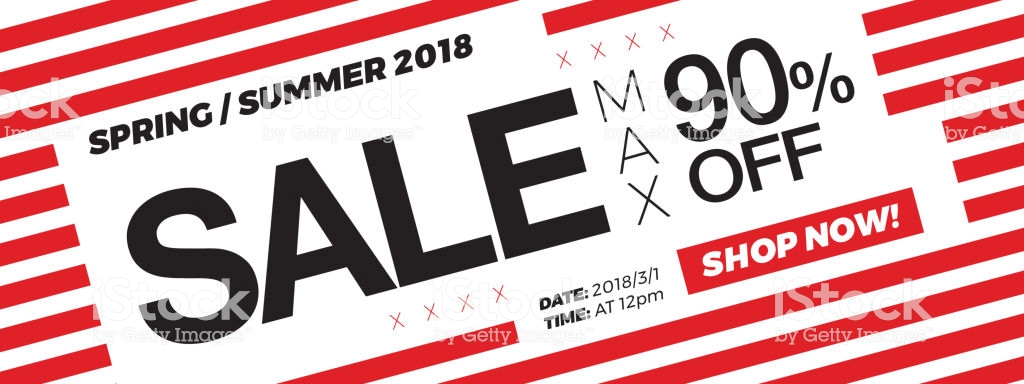 SPRING / SUMMER 2018
SALE
X X X X
MAX
90%
OFF
SHOP NOW!
X X X X
DATE: 2018/3/1
TIME: AT 12pm
iStock
by Getty Images™